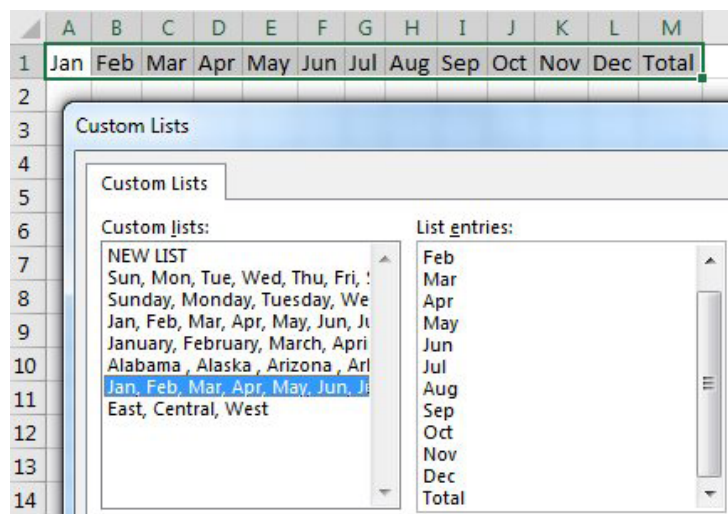 A B C D E F G H I J K L M
1 Jan Feb Mar Apr May Jun Jul Aug Sep Oct Nov Dec Total
2
3 Custom Lists
4
5 Custom Lists
6 Custom lists: List entries:
7 NEW LIST Feb
Sun, Mon, Tue, Wed, Thu, Fri, Mar
8 Sunday, Monday, Tuesday, We Apr
Jan, Feb, Mar, Apr, May, Jun, Ju May
9 January, February, March, Apri Jun
10 Alabama , Alaska , Arizona , Arl Jul
Jan, Feb, Mar, Apr, May, Jun, Aug
11 East, Central, West Sep
12 Oct
Nov
13 Dec
14 Total